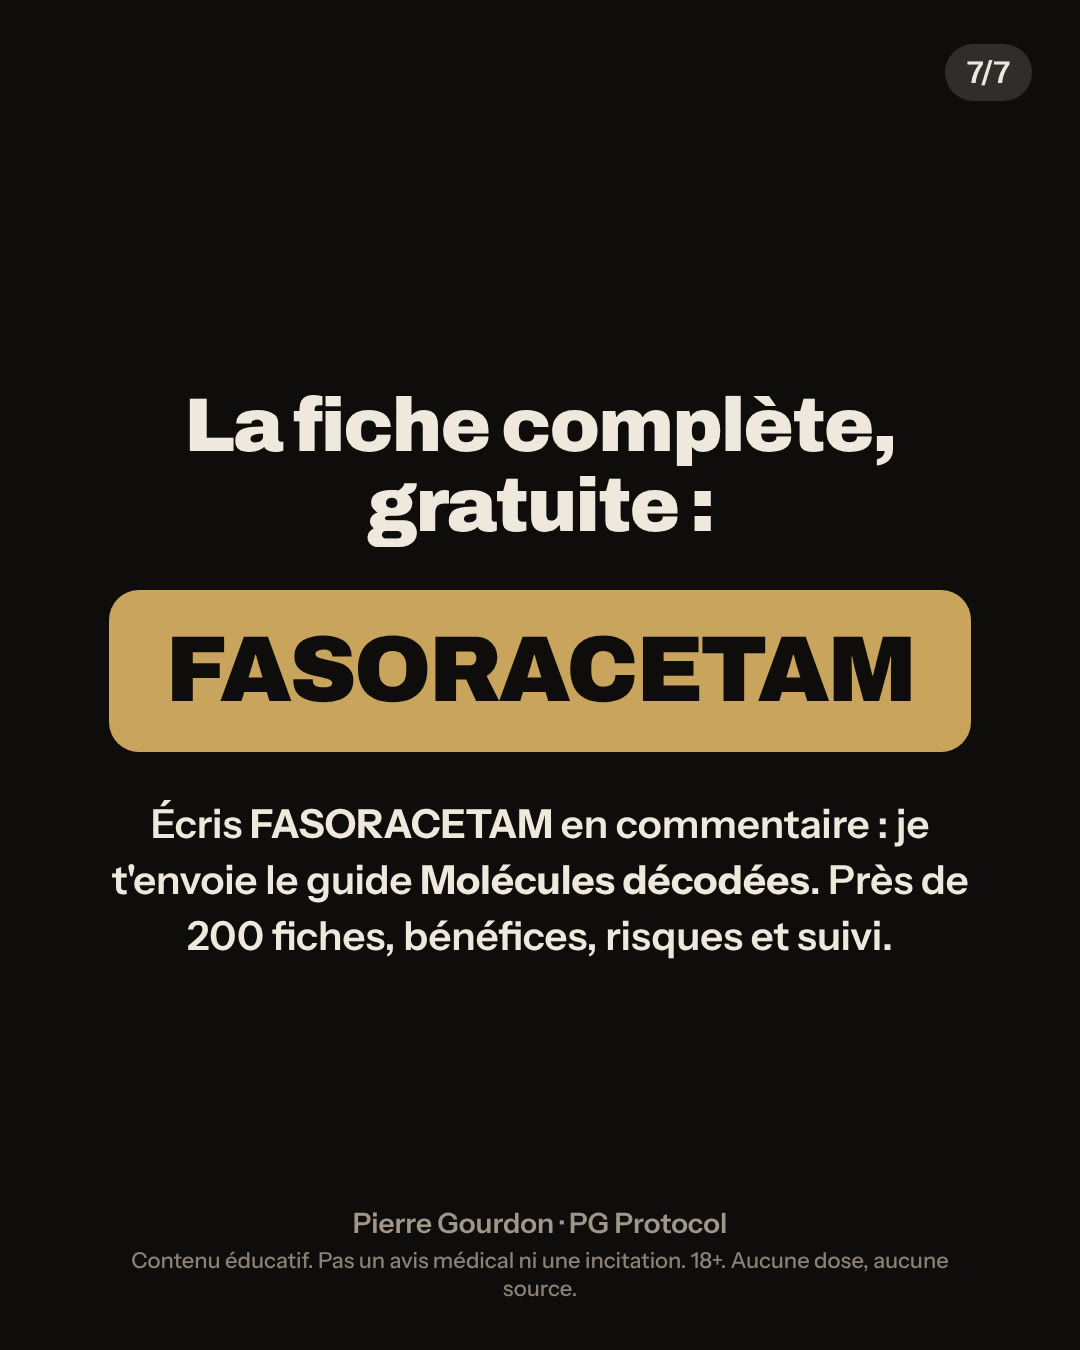 7/7
La fiche complète,
gratuite :
FASORACETAM
Écris FASORACETAM en commentaire : je
t'envoie le guide Molécules décodées. Près de
200 fiches, bénéfices, risques et suivi.
Pierre Gourdon · PG Protocol
Contenu éducatif. Pas un avis médical ni une incitation. 18+. Aucune dose, aucune
source.